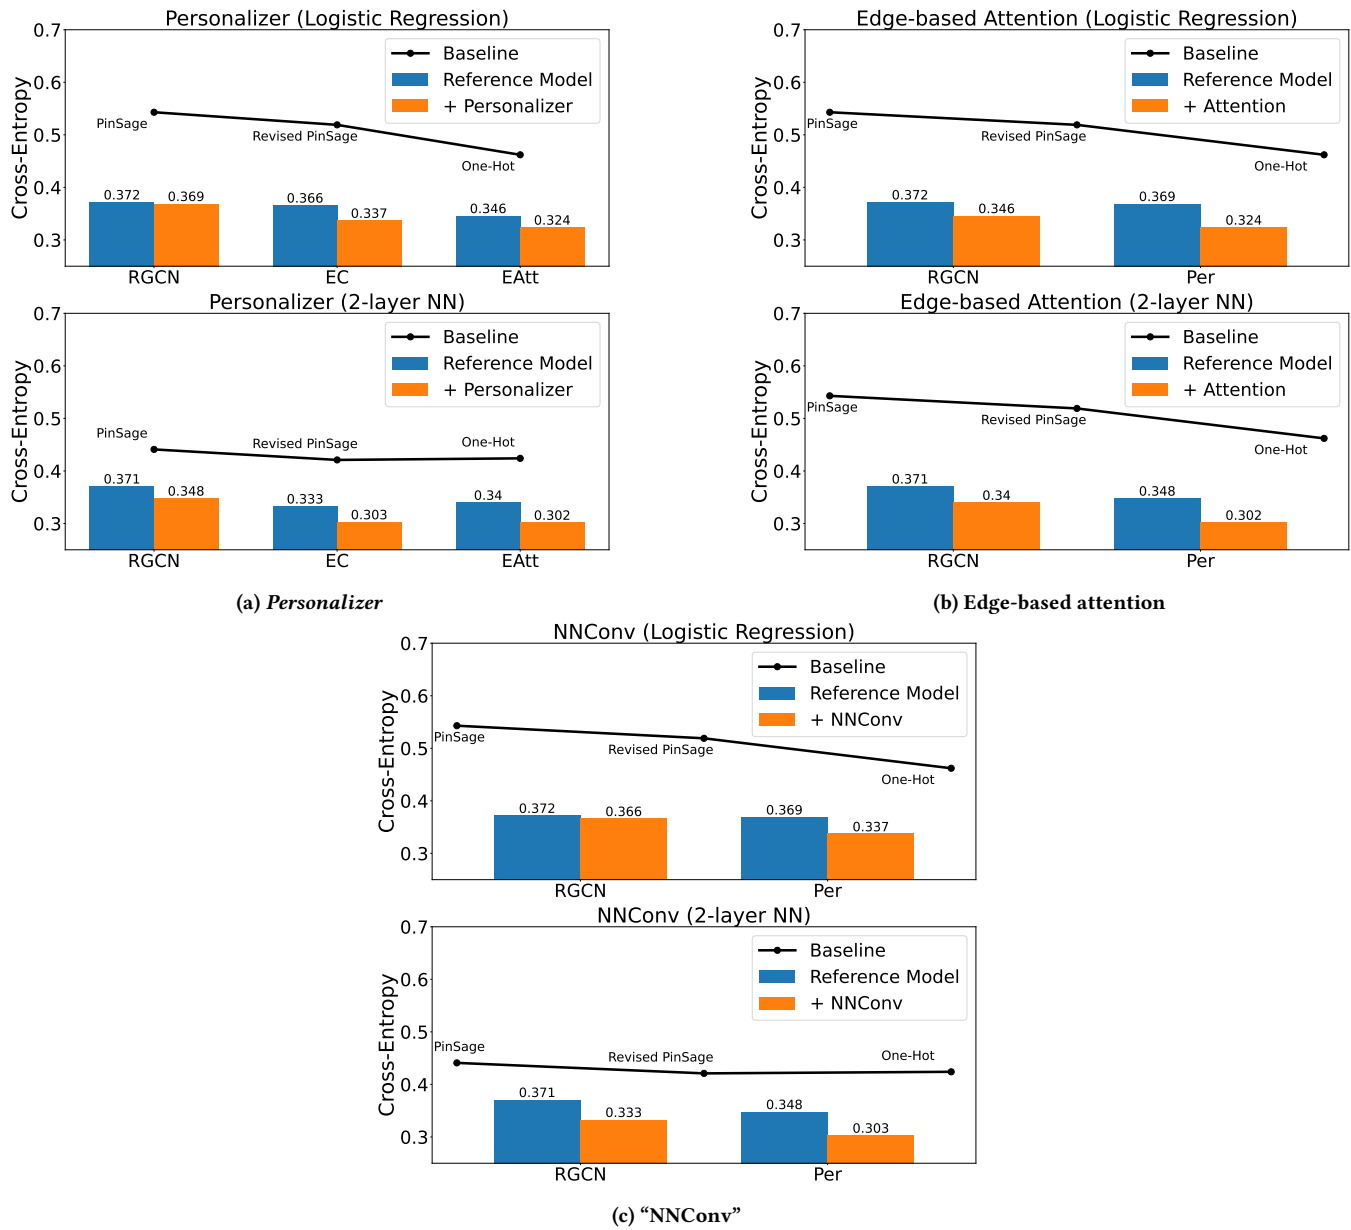 Personalizer (Logistic Regression)
Cross-Entropy
0.7
0.6
0.5
0.4
0.3
Baseline
Reference Model
+ Personalizer
PinSage
Revised PinSage
One-Hot
0.372
0.369
0.366
0.337
0.346
0.324
RGCN
EC
EAtt
Personalizer (2-layer NN)
Cross-Entropy
0.7
0.6
0.5
0.4
0.3
Baseline
Reference Model
+ Personalizer
PinSage
Revised PinSage
One-Hot
0.371
0.348
0.333
0.303
0.34
0.302
RGCN
EC
EAtt
(a) Personalizer
Edge-based Attention (Logistic Regression)
Cross-Entropy
0.7
0.6
0.5
0.4
0.3
Baseline
Reference Model
+ Attention
PinSage
Revised PinSage
One-Hot
0.372
0.346
0.369
0.324
RGCN
Per
Edge-based Attention (2-layer NN)
Cross-Entropy
0.7
0.6
0.5
0.4
0.3
Baseline
Reference Model
+ Attention
PinSage
Revised PinSage
One-Hot
0.371
0.34
0.348
0.302
RGCN
Per
(b) Edge-based attention
NNConv (Logistic Regression)
Cross-Entropy
0.7
0.6
0.5
0.4
0.3
Baseline
Reference Model
+ NNConv
PinSage
Revised PinSage
One-Hot
0.372
0.366
0.369
0.337
RGCN
Per
NNConv (2-layer NN)
Cross-Entropy
0.7
0.6
0.5
0.4
0.3
Baseline
Reference Model
+ NNConv
PinSage
Revised PinSage
One-Hot
0.371
0.333
0.348
0.303
RGCN
Per
(c) “NNConv”